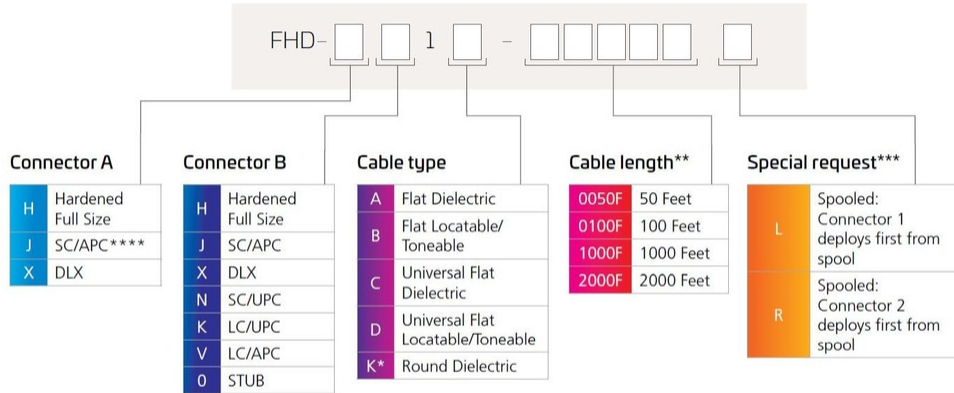 FHD- 1 -
Connector A
H Hardened
Full Size
J SC/APC****
X DLX
Connector B
H Hardened
Full Size
J SC/APC
X DLX
N SC/UPC
K LC/UPC
V LC/APC
0 STUB
Cable type
A Flat Dielectric
B Flat Locatable/
Toneable
C Universal Flat
Dielectric
D Universal Flat
Locatable/Toneable
K* Round Dielectric
Cable length**
0050F 50 Feet
0100F 100 Feet
1000F 1000 Feet
2000F 2000 Feet
Special request***
L Spooled:
Connector 1
deploys first from
spool
R Spooled:
Connector 2
deploys first from
spool